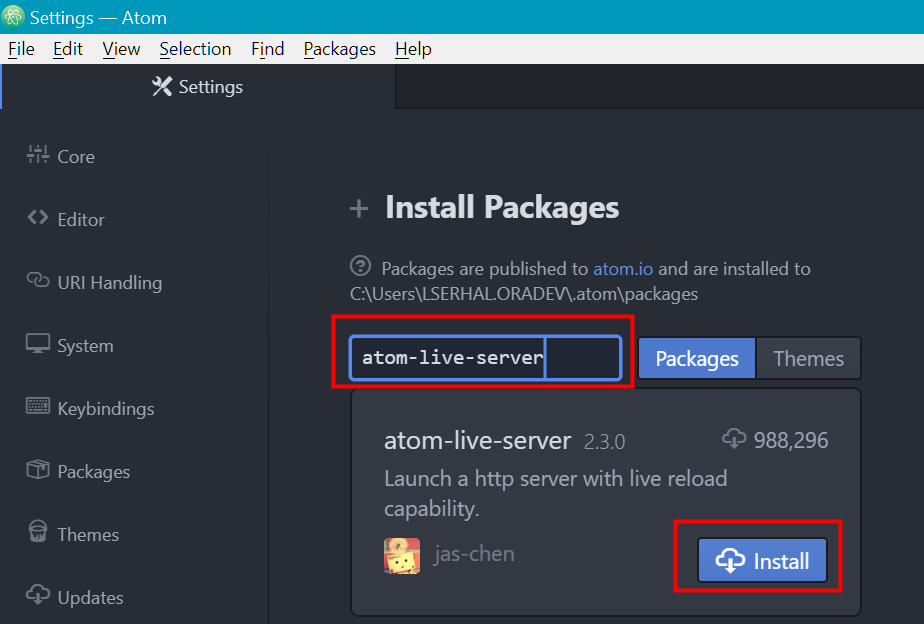 Settings — Atom
File Edit View Selection Find Packages Help
Settings
Core
Editor
URI Handling
System
Keybindings
Packages
Themes
Updates
+ Install Packages
Packages are published to atom.io and are installed to
C:\Users\LSERHAL.ORADEV\.atom\packages
atom-live-server
Packages Themes
atom-live-server 2.3.0 988,296
Launch a http server with live reload
capability.
jas-chen
Install